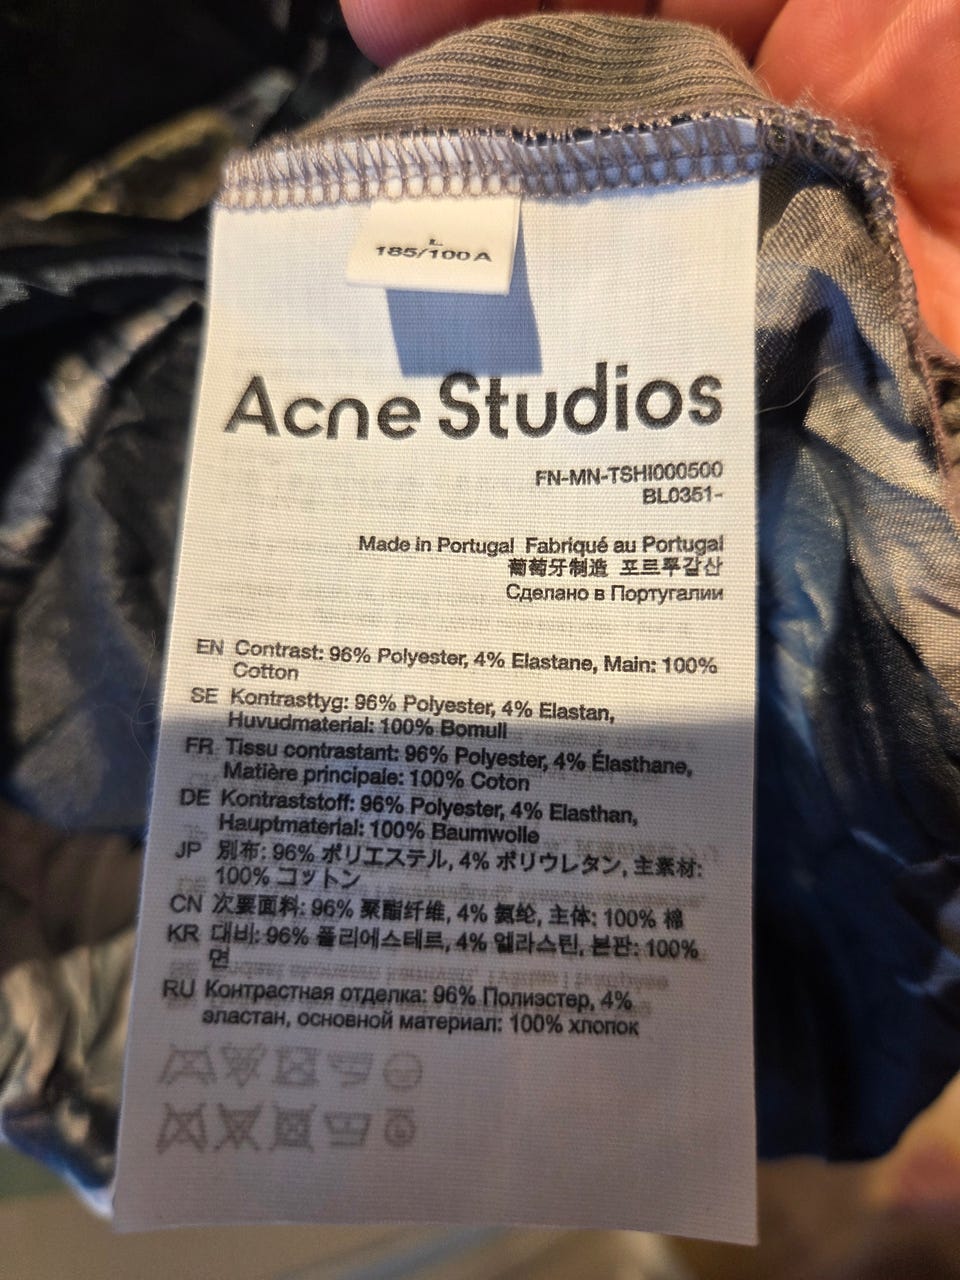 L
185/100A
Acne Studios
FN-MN-TSHI000500
BL0351-
Made in Portugal Fabriqué au Portugal
葡萄牙制造 포르투갈산
Сделано в Португалии
EN Contrast: 96% Polyester, 4% Elastane, Main: 100%
Cotton
SE Kontrasttyg: 96% Polyester, 4% Elastan,
Huvudmaterial: 100% Bomull
FR Tissu contrastant: 96% Polyester, 4% Élasthane,
Matière principale: 100% Coton
DE Kontraststoff: 96% Polyester, 4% Elasthan,
Hauptmaterial: 100% Baumwolle
JP 別布: 96% ポリエステル, 4% ポリウレタン, 主素材:
100% コットン
CN 次要面料: 96% 聚酯纤维, 4% 氨纶, 主体: 100% 棉
KR 대비: 96% 폴리에스테르, 4% 엘라스틴, 본판: 100%
면
RU Контрастная отделка: 96% Полиэстер, 4%
эластан, основной материал: 100% хлопок